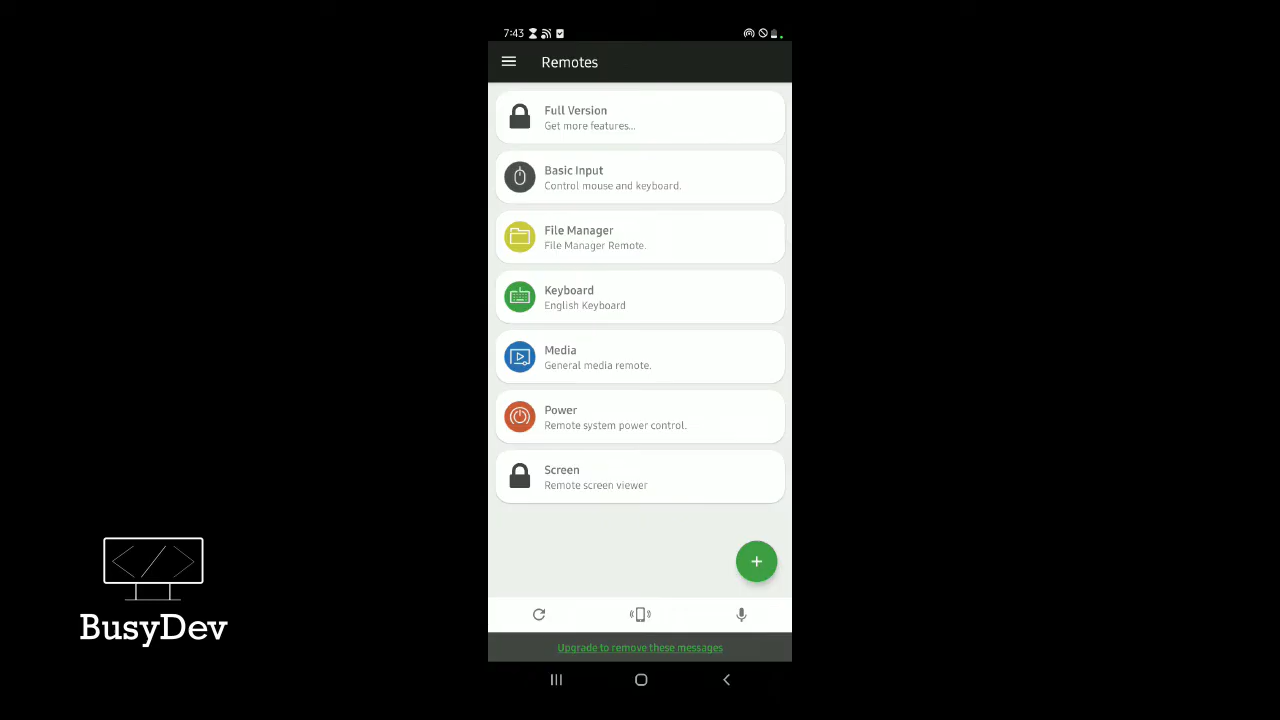 7:43
Remotes
Full Version
Get more features...
Basic Input
Control mouse and keyboard.
File Manager
File Manager Remote.
Keyboard
English Keyboard
Media
General media remote.
Power
Remote system power control.
Screen
Remote screen viewer
Upgrade to remove these messages
BusyDev